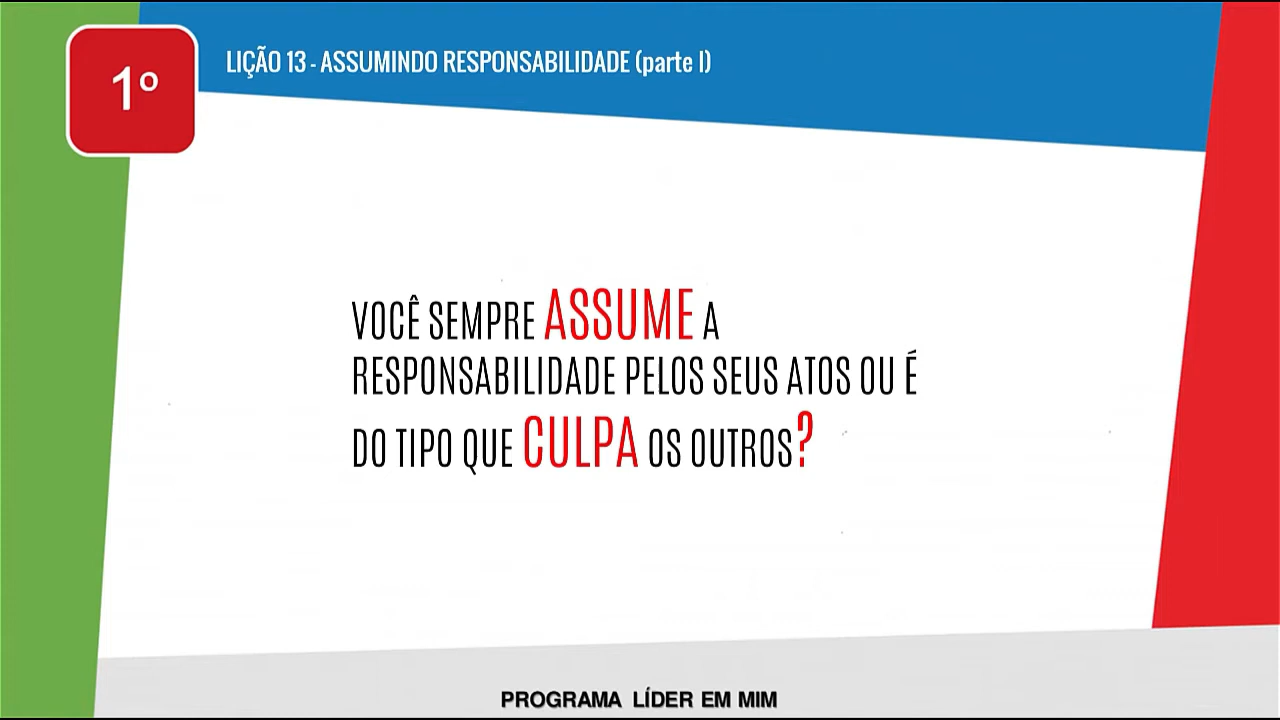 1º
LIÇÃO 13 - ASSUMINDO RESPONSABILIDADE (parte I)
VOCÊ SEMPRE ASSUME A
RESPONSABILIDADE PELOS SEUS ATOS OU É
DO TIPO QUE CULPA OS OUTROS?
PROGRAMA LÍDER EM MIM